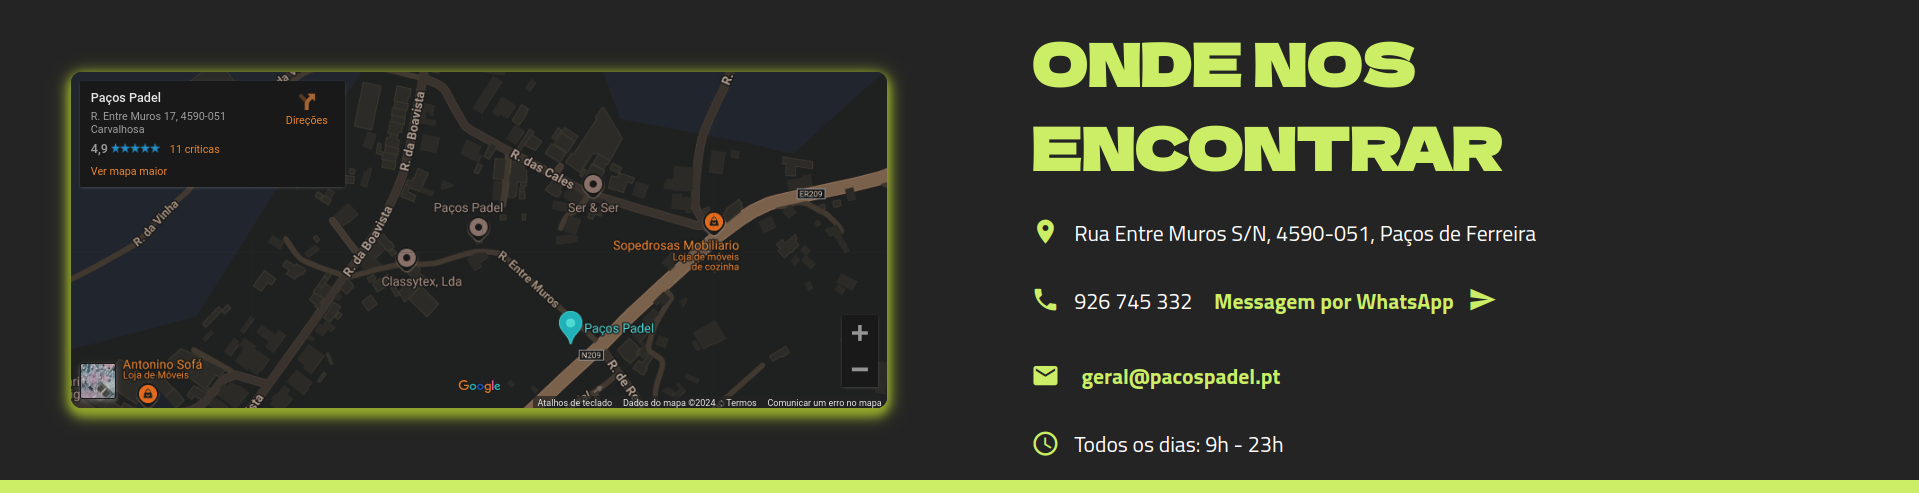 ONDE NOS
ENCONTRAR
Rua Entre Muros S/N, 4590-051, Paços de Ferreira
926 745 332 Messagem por WhatsApp
geral@pacospadel.pt
Todos os dias: 9h - 23h
Paços Padel
R. Entre Muros 17, 4590-051
Carvalhosa
4,9
11 críticas
Ver mapa maior
Direções
R. da Vinha
R. da Boavista
R. da Boavista
R. das Cales
Ser & Ser
Paços Padel
Classytex, Lda
R. Entre Muros
Sopedrosas Mobiliario
Loja de móveis
de cozinha
ER209
Paços Padel
N209
R. de Ro
Antonino Sofá
Loja de Móveis
Google
Atalhos de teclado
Dados do mapa ©2024
Termos
Comunicar um erro no mapa